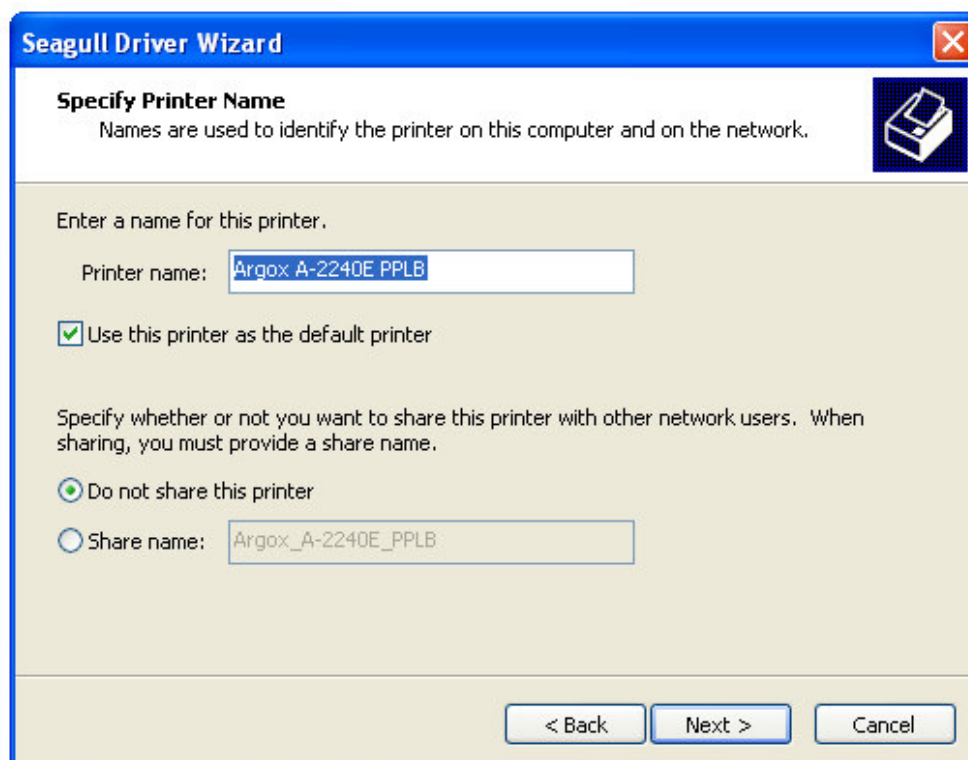 Seagull Driver Wizard
Specify Printer Name
Names are used to identify the printer on this computer and on the network.
Enter a name for this printer.
Printer name: Argox A-2240E PPLB
Use this printer as the default printer
Specify whether or not you want to share this printer with other network users.  When
sharing, you must provide a share name.
Do not share this printer
Share name: Argox_A-2240E_PPLB
< Back Next > Cancel